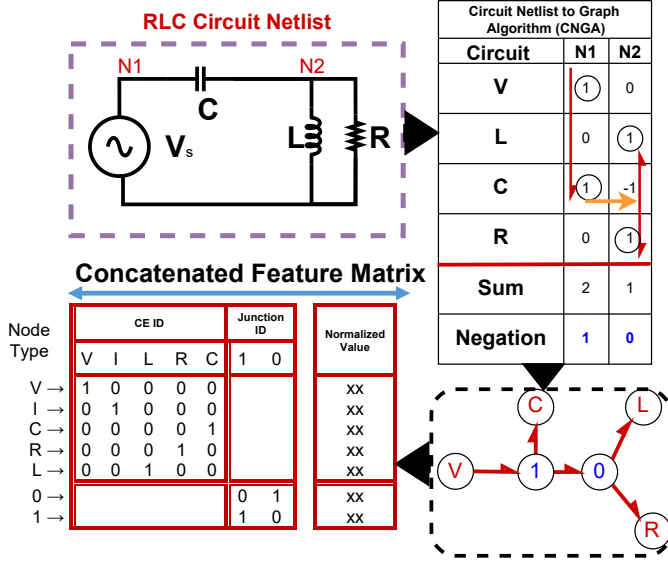 RLC Circuit Netlist
N1 N2
C
Vs
L
R
Circuit Netlist to Graph
Algorithm (CNGA)
Circuit N1 N2
V 1 0
L 0 1
C 1 -1
R 0 1
Sum 2 1
Negation 1 0
Concatenated Feature Matrix
Node
Type
CE ID
Junction
ID
Normalized
Value
V I L R C 1 0
V → 1 0 0 0 0 xx
I → 0 1 0 0 0 xx
C → 0 0 0 0 1 xx
R → 0 0 0 1 0 xx
L → 0 0 1 0 0 xx
0 → 0 1 xx
1 → 1 0 xx
C
L
V
1
0
R